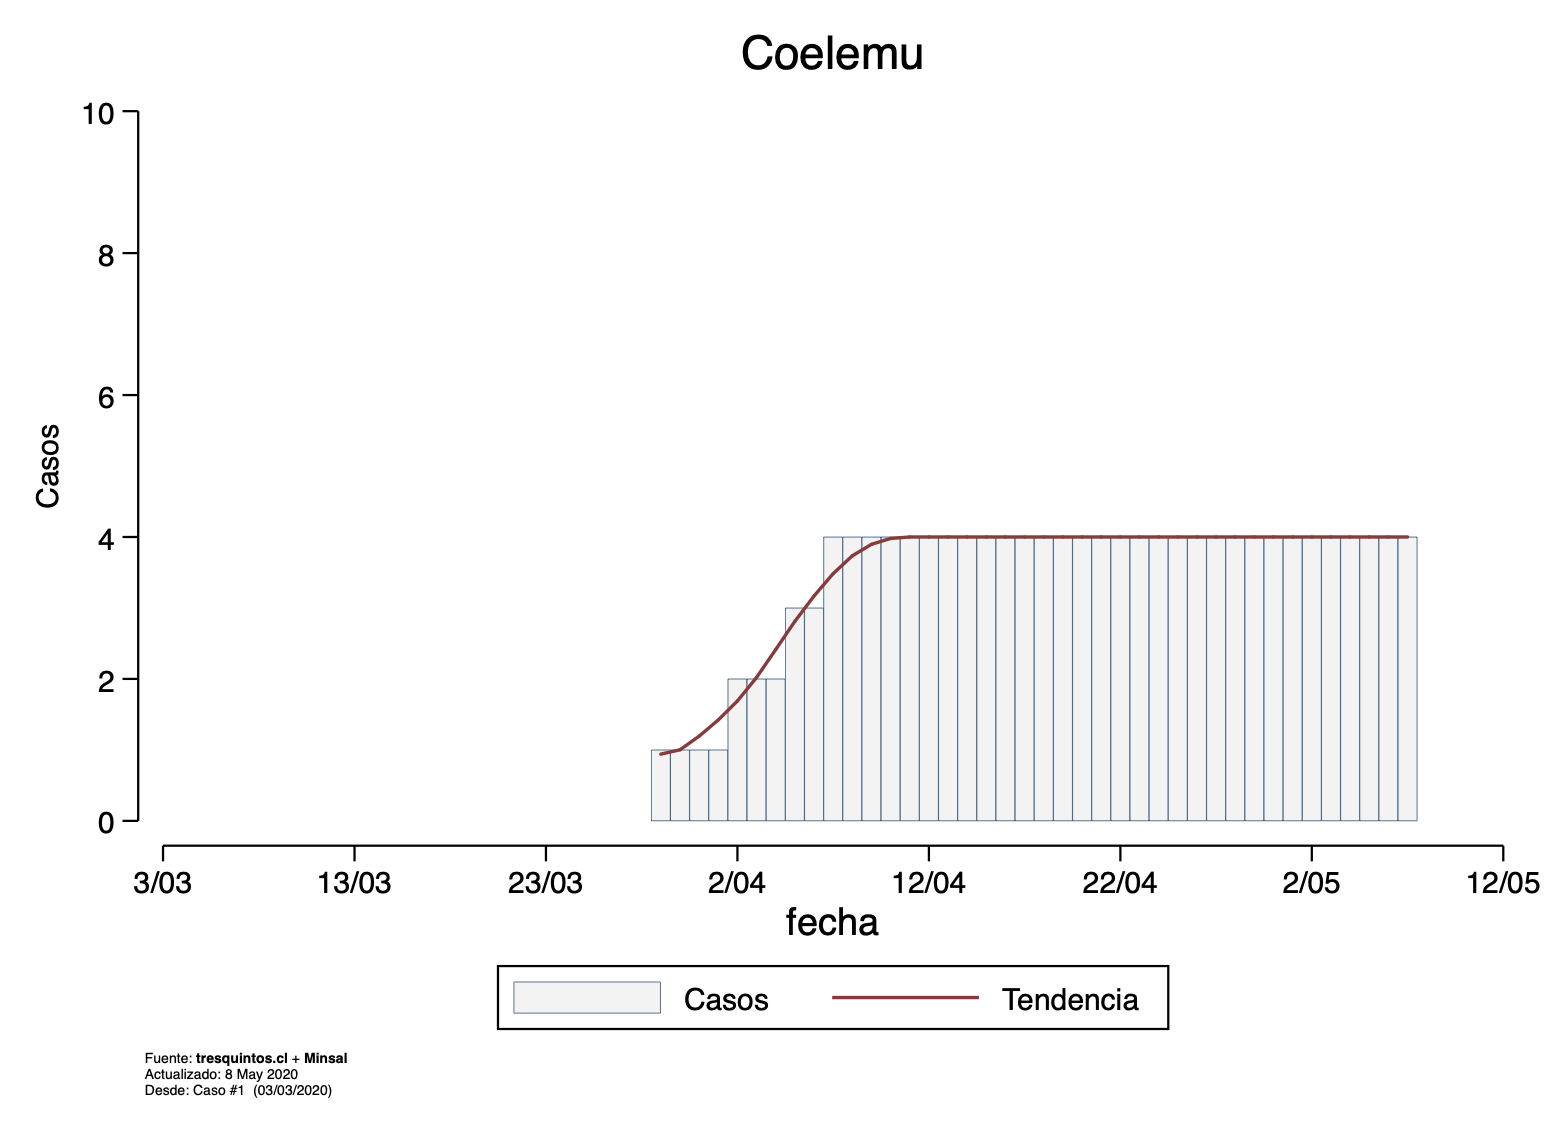 Coelemu
10
8
6
4
2
0
Casos
3/03 13/03 23/03 2/04 12/04 22/04 2/05 12/05
fecha
Casos Tendencia
Fuente: tresquintos.cl + Minsal
Actualizado: 8 May 2020
Desde: Caso #1 (03/03/2020)